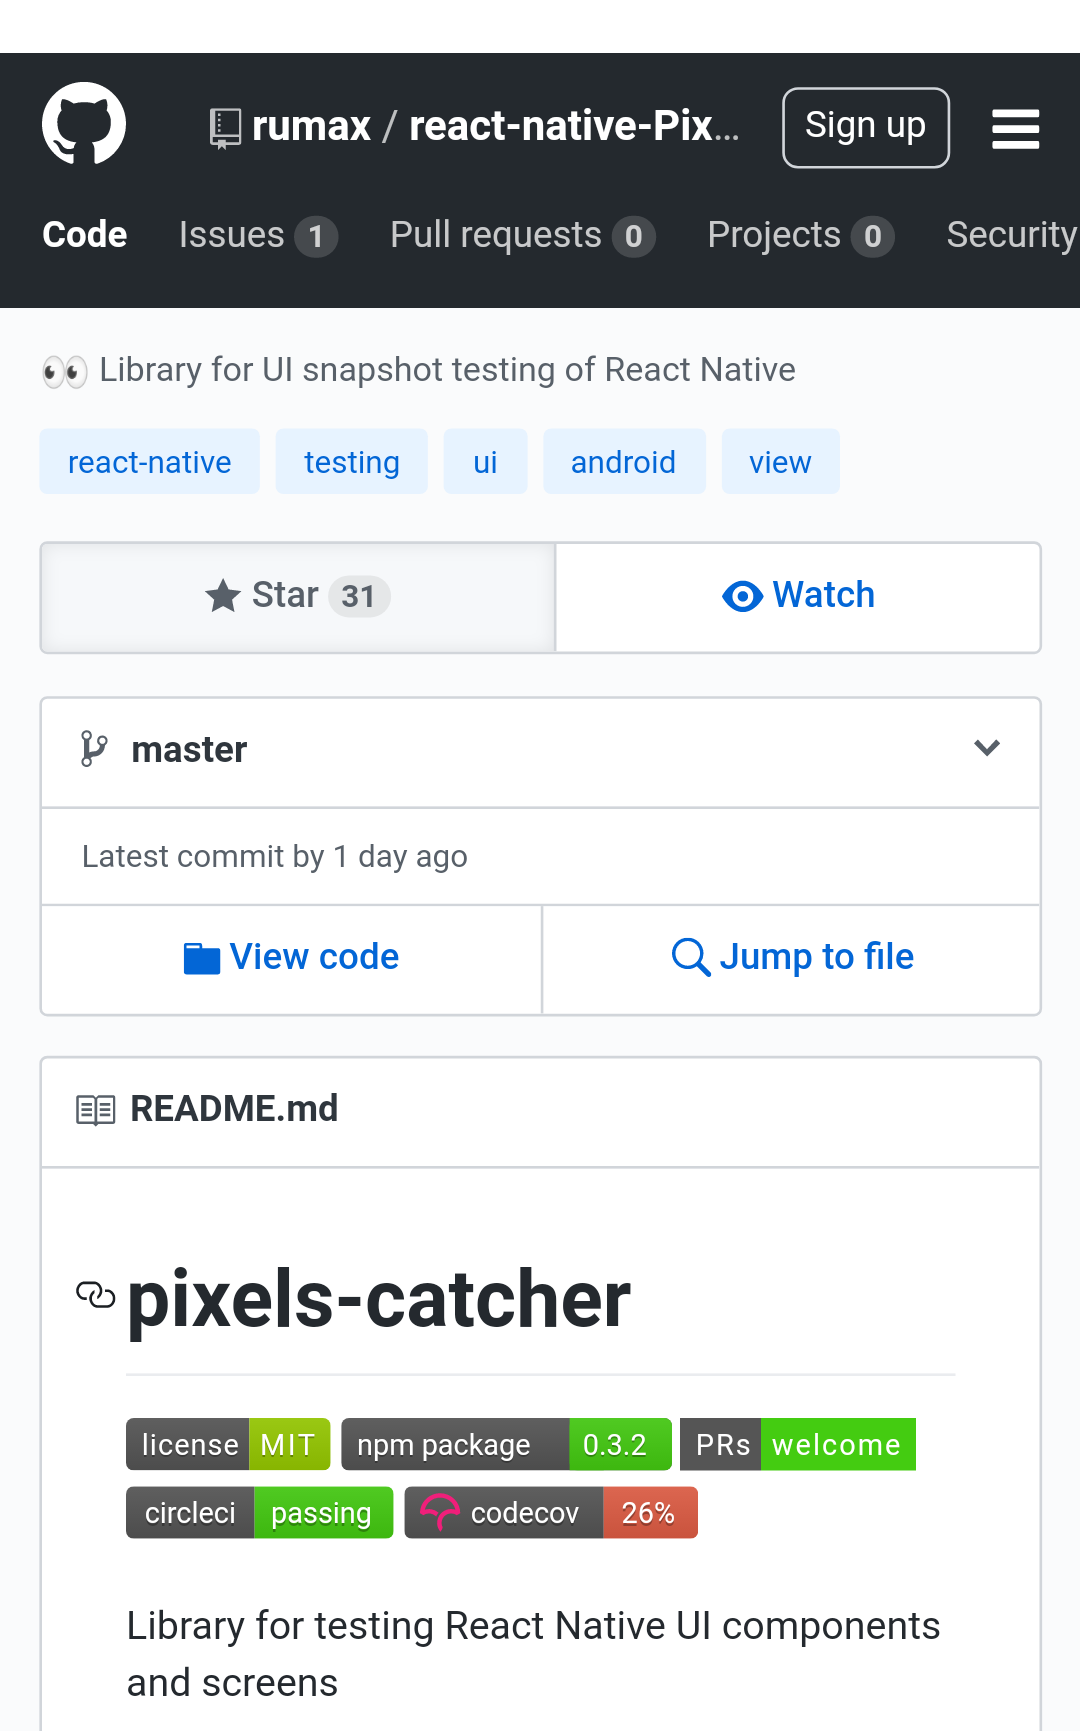 rumax / react-native-Pix...
Sign up
Code Issues 1 Pull requests 0 Projects 0 Security
👀 Library for UI snapshot testing of React Native
react-native testing ui android view
Star 31 Watch
master
Latest commit by 1 day ago
View code Jump to file
README.md
pixels-catcher
license MIT npm package 0.3.2 PRs welcome
circleci passing codecov 26%
Library for testing React Native UI components
and screens